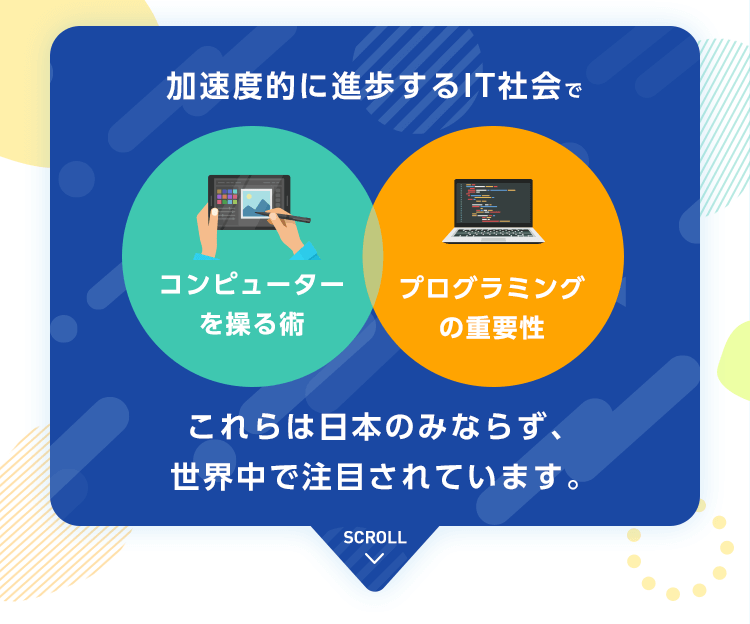 加速度的に進歩するIT社会で
コンピューター
を操る術
プログラミング
の重要性
これらは日本のみならず、
世界中で注目されています。
SCROLL